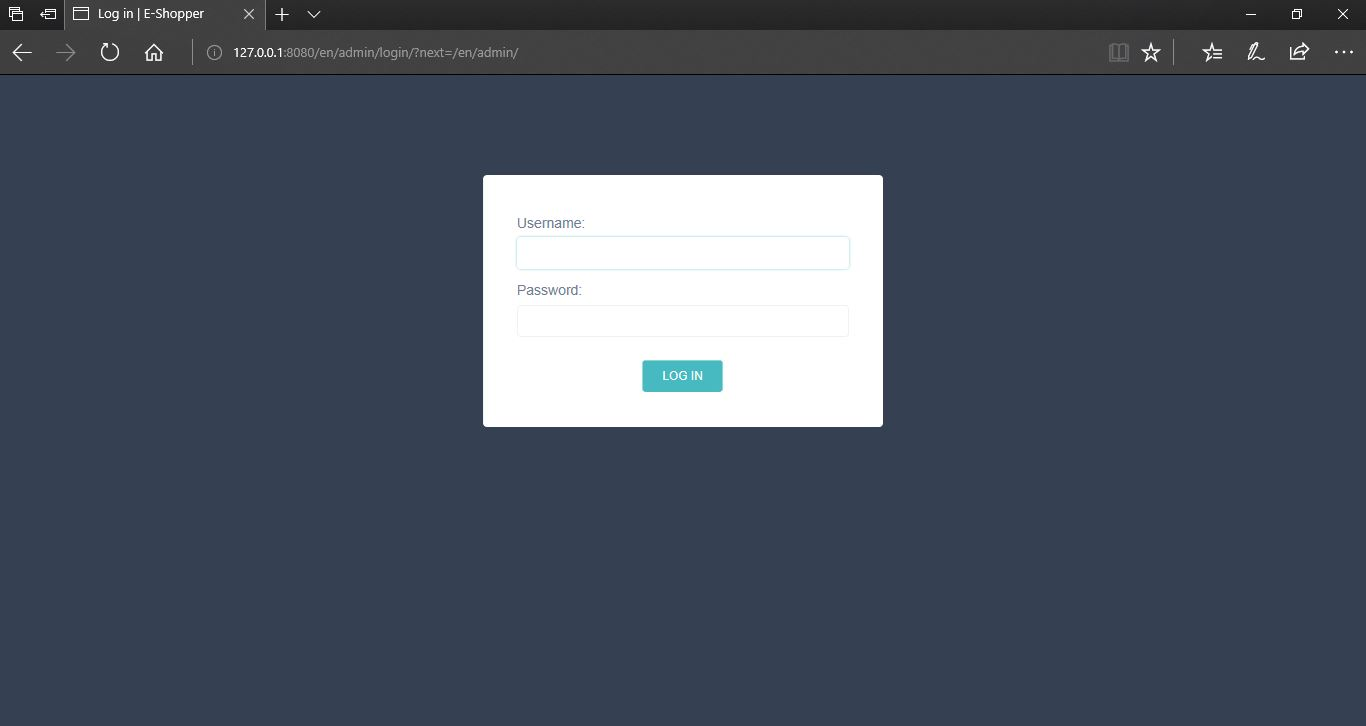 Log in | E-Shopper
127.0.0.1:8080/en/admin/login/?next=/en/admin/
Username:
Password:
LOG IN